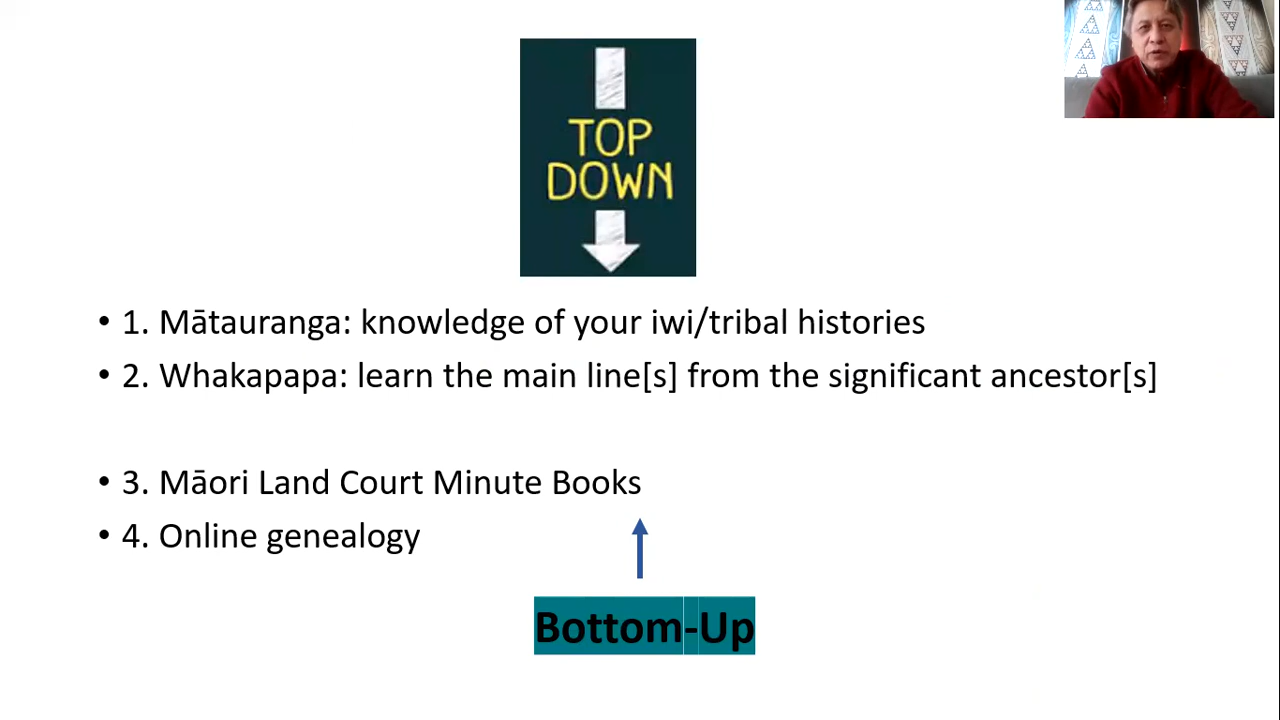 TOP
DOWN
• 1. Mātauranga: knowledge of your iwi/tribal histories
• 2. Whakapapa: learn the main line[s] from the significant ancestor[s]
• 3. Māori Land Court Minute Books
• 4. Online genealogy
Bottom-Up